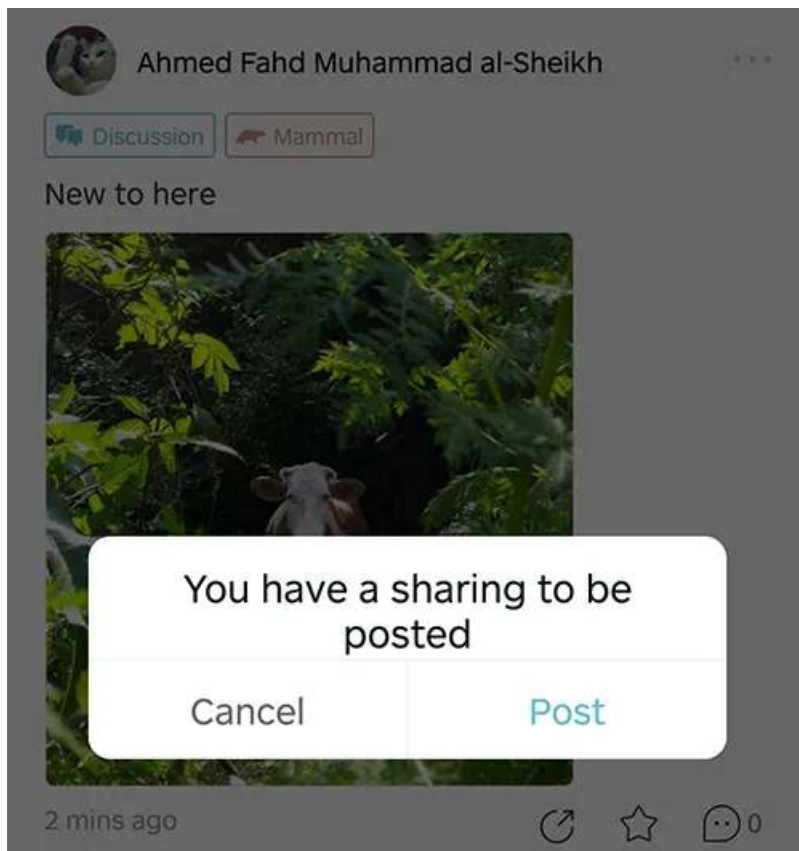 Ahmed Fahd Muhammad al-Sheikh
Discussion Mammal
New to here
You have a sharing to be
posted
Cancel Post
2 mins ago 0